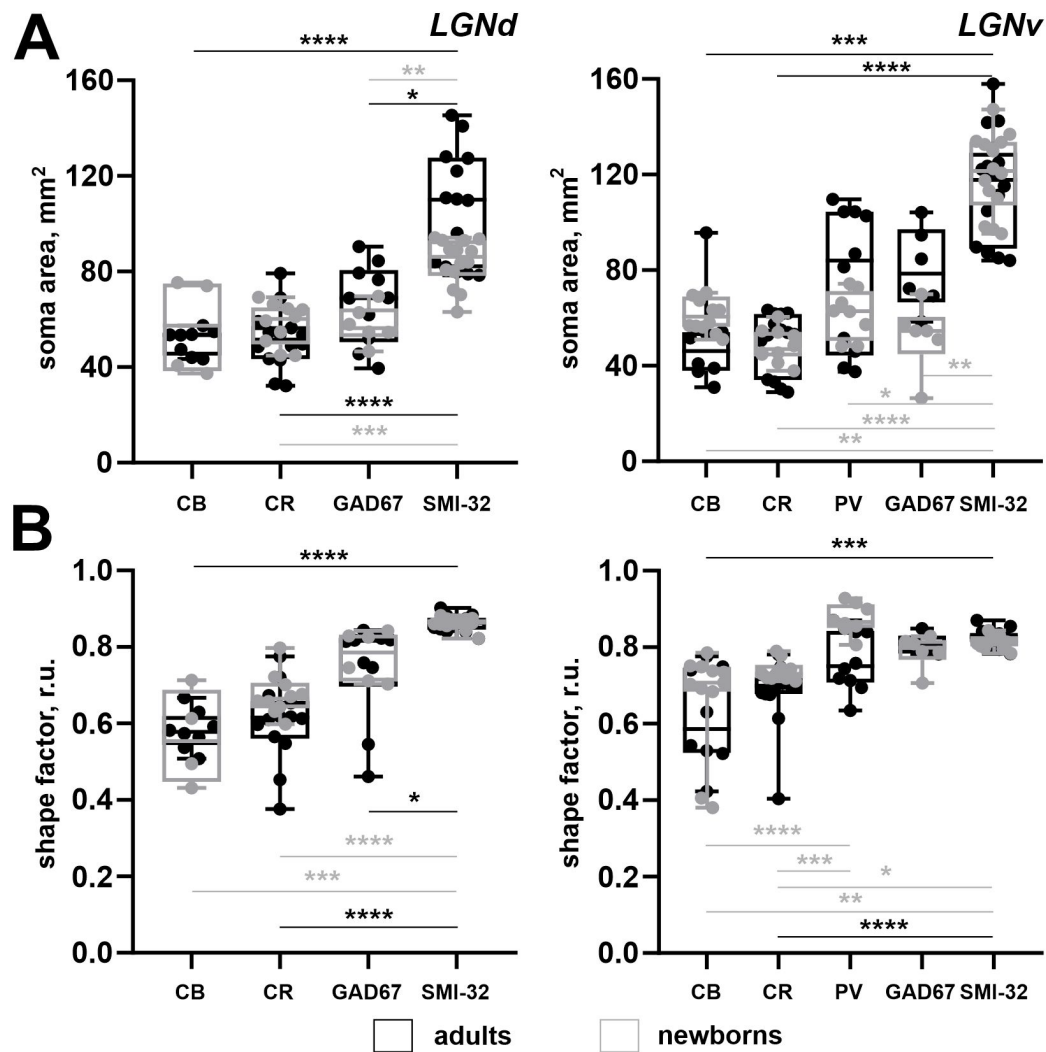 A
LGNd
LGNv
****
**
*
***
****
160
120
80
40
0
soma area, mm²
****
***
CB
CR
GAD67
SMI-32
160
120
80
40
0
soma area, mm²
**
*
****
**
CB
CR
PV
GAD67
SMI-32
B
****
1.0
0.8
0.6
0.4
0.2
0.0
shape factor, r.u.
*
****
***
****
CB
CR
GAD67
SMI-32
***
1.0
0.8
0.6
0.4
0.2
0.0
shape factor, r.u.
****
***
*
**
****
CB
CR
PV
GAD67
SMI-32
adults
newborns